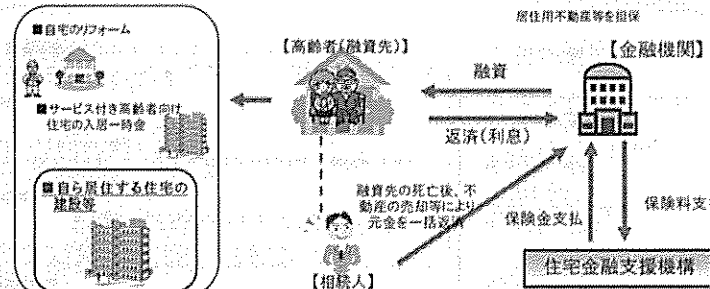 ■自宅のリフォーム
■サービス付き高齢者向け
住宅の入居一時金
■自ら居住する住宅の
建設等
【高齢者(融資先)】
居住用不動産等を担保
【金融機関】
融資
返済(利息)
融資先の死亡後、不
動産の売却等により
元金を一括返済
【相続人】
保険金支払
保険料支
住宅金融支援機構